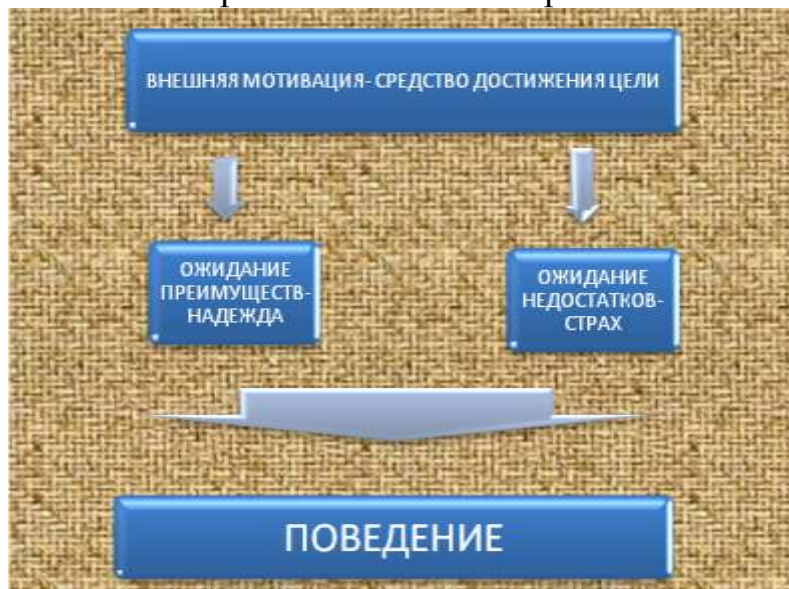 ВНЕШНЯЯ МОТИВАЦИЯ- СРЕДСТВО ДОСТИЖЕНИЯ ЦЕЛИ
ОЖИДАНИЕ
ПРЕИМУЩЕСТВ-
НАДЕЖДА
ОЖИДАНИЕ
НЕДОСТАТКОВ-
СТРАХ
ПОВЕДЕНИЕ